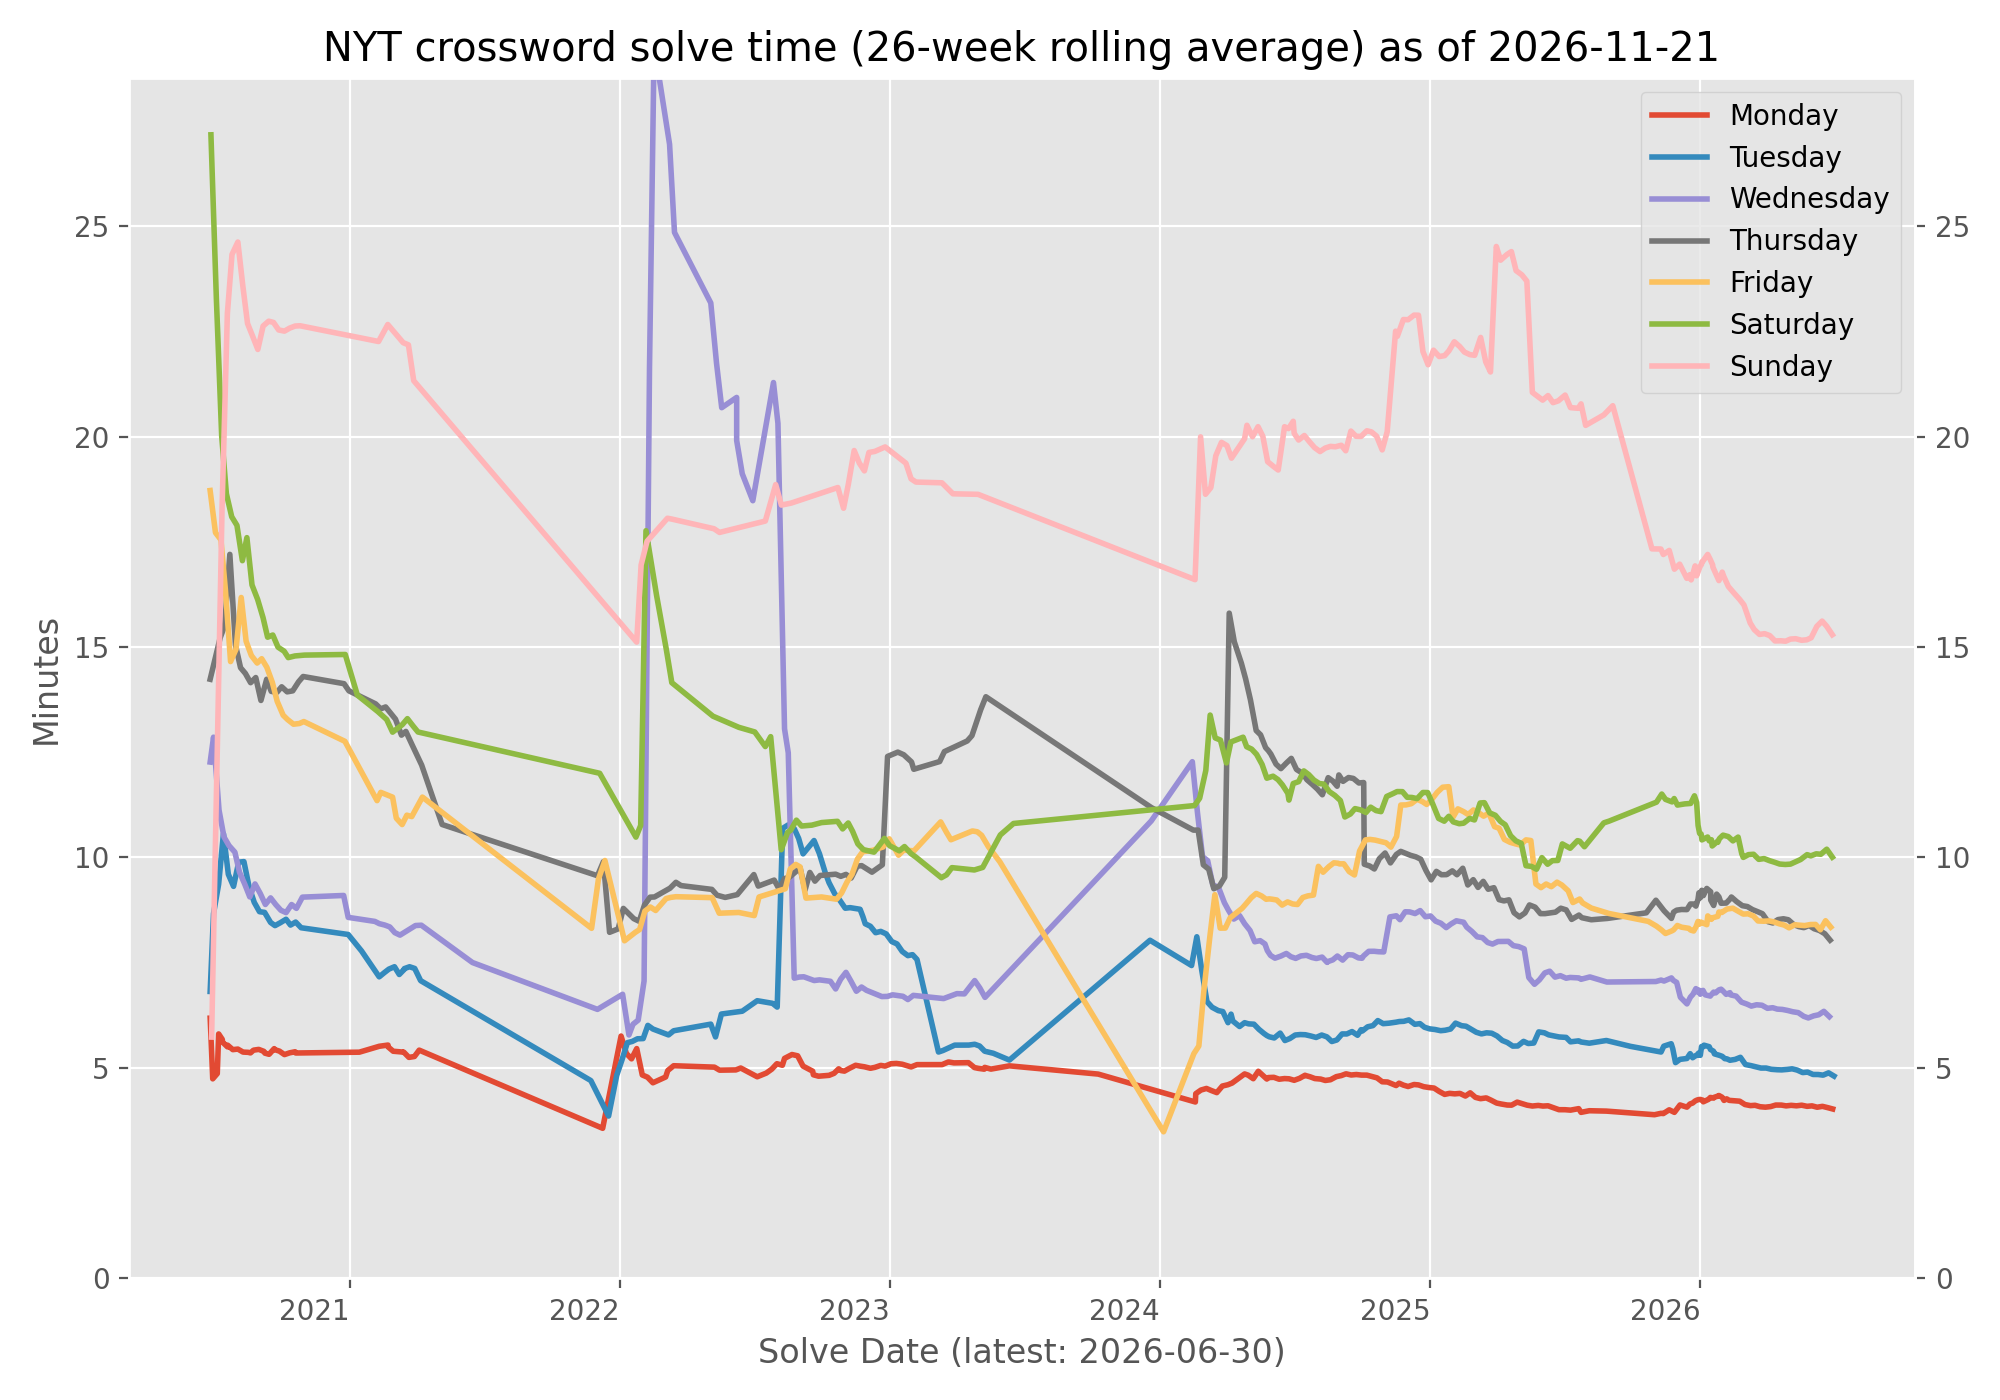 NYT crossword solve time (26-week rolling average) as of 2026-11-21
Monday
Tuesday
Wednesday
Thursday
Friday
Saturday
Sunday
25
20
15
10
5
0
Minutes
25
20
15
10
5
0
2021
2022
2023
2024
2025
2026
Solve Date (latest: 2026-06-30)